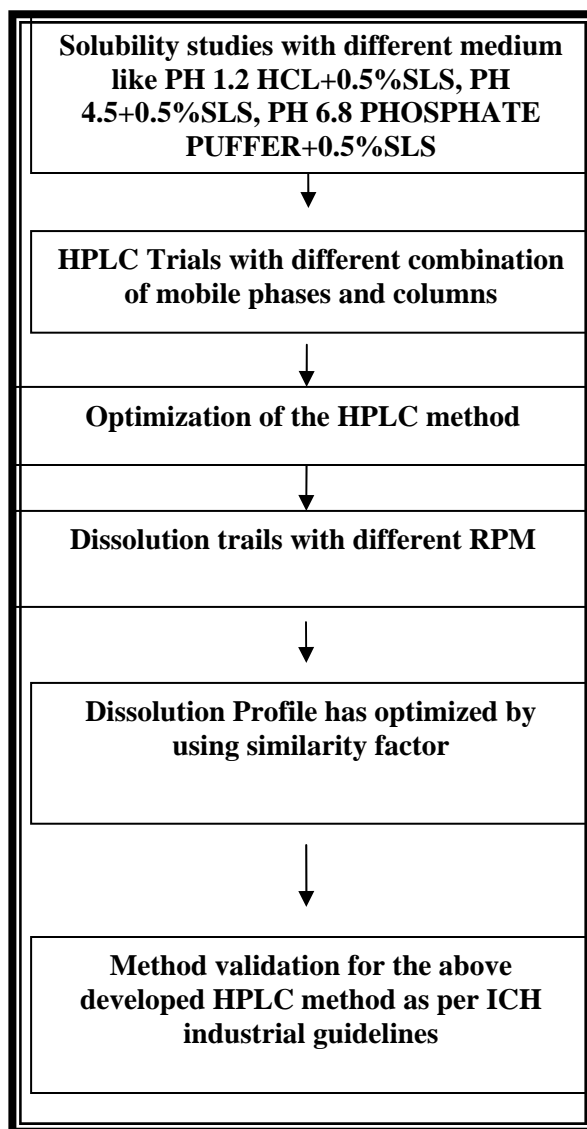 Solubility studies with different medium
like PH 1.2 HCL+0.5%SLS, PH
4.5+0.5%SLS, PH 6.8 PHOSPHATE
PUFFER+0.5%SLS
HPLC Trials with different combination
of mobile phases and columns
Optimization of the HPLC method
Dissolution trails with different RPM
Dissolution Profile has optimized by
using similarity factor
Method validation for the above
developed HPLC method as per ICH
industrial guidelines